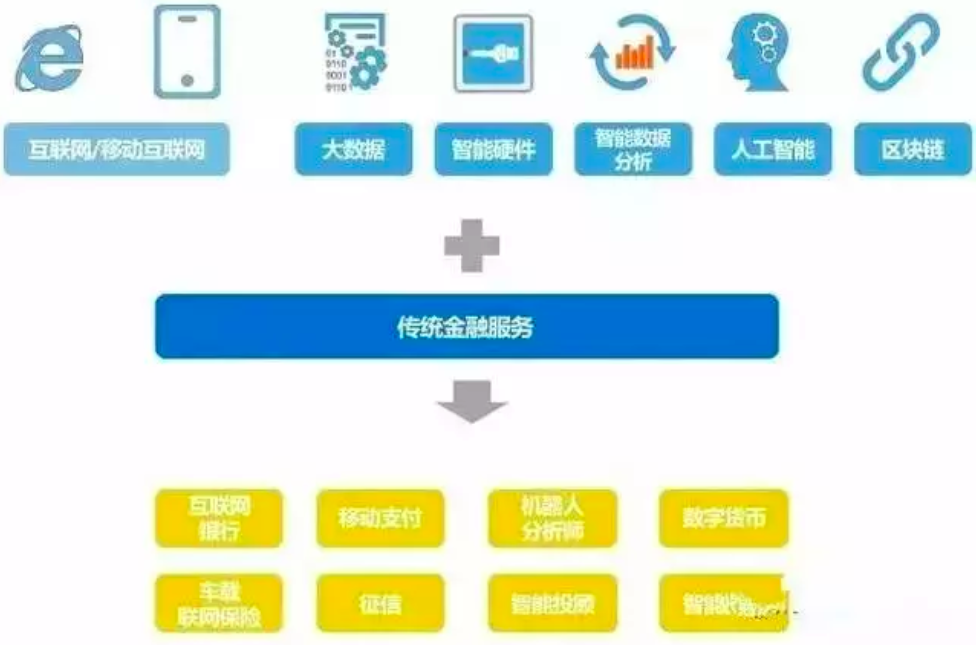 01
0110
0001
0110
互联网/移动互联网
大数据
智能硬件
智能数据
分析
人工智能
区块链
传统金融服务
互联网
银行
移动支付
机器人
分析师
数字货币
车载
联网保险
征信
智能投顾
智能